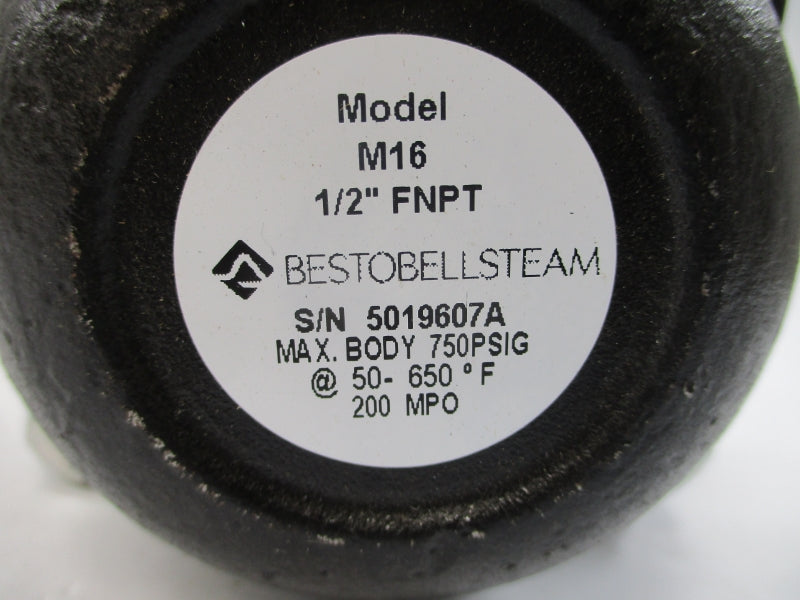 Model
M16
1/2" FNPT
BESTOBELLSTEAM
S/N 5019607A
MAX. BODY 750PSIG
@ 50- 650 °F
200 MPO